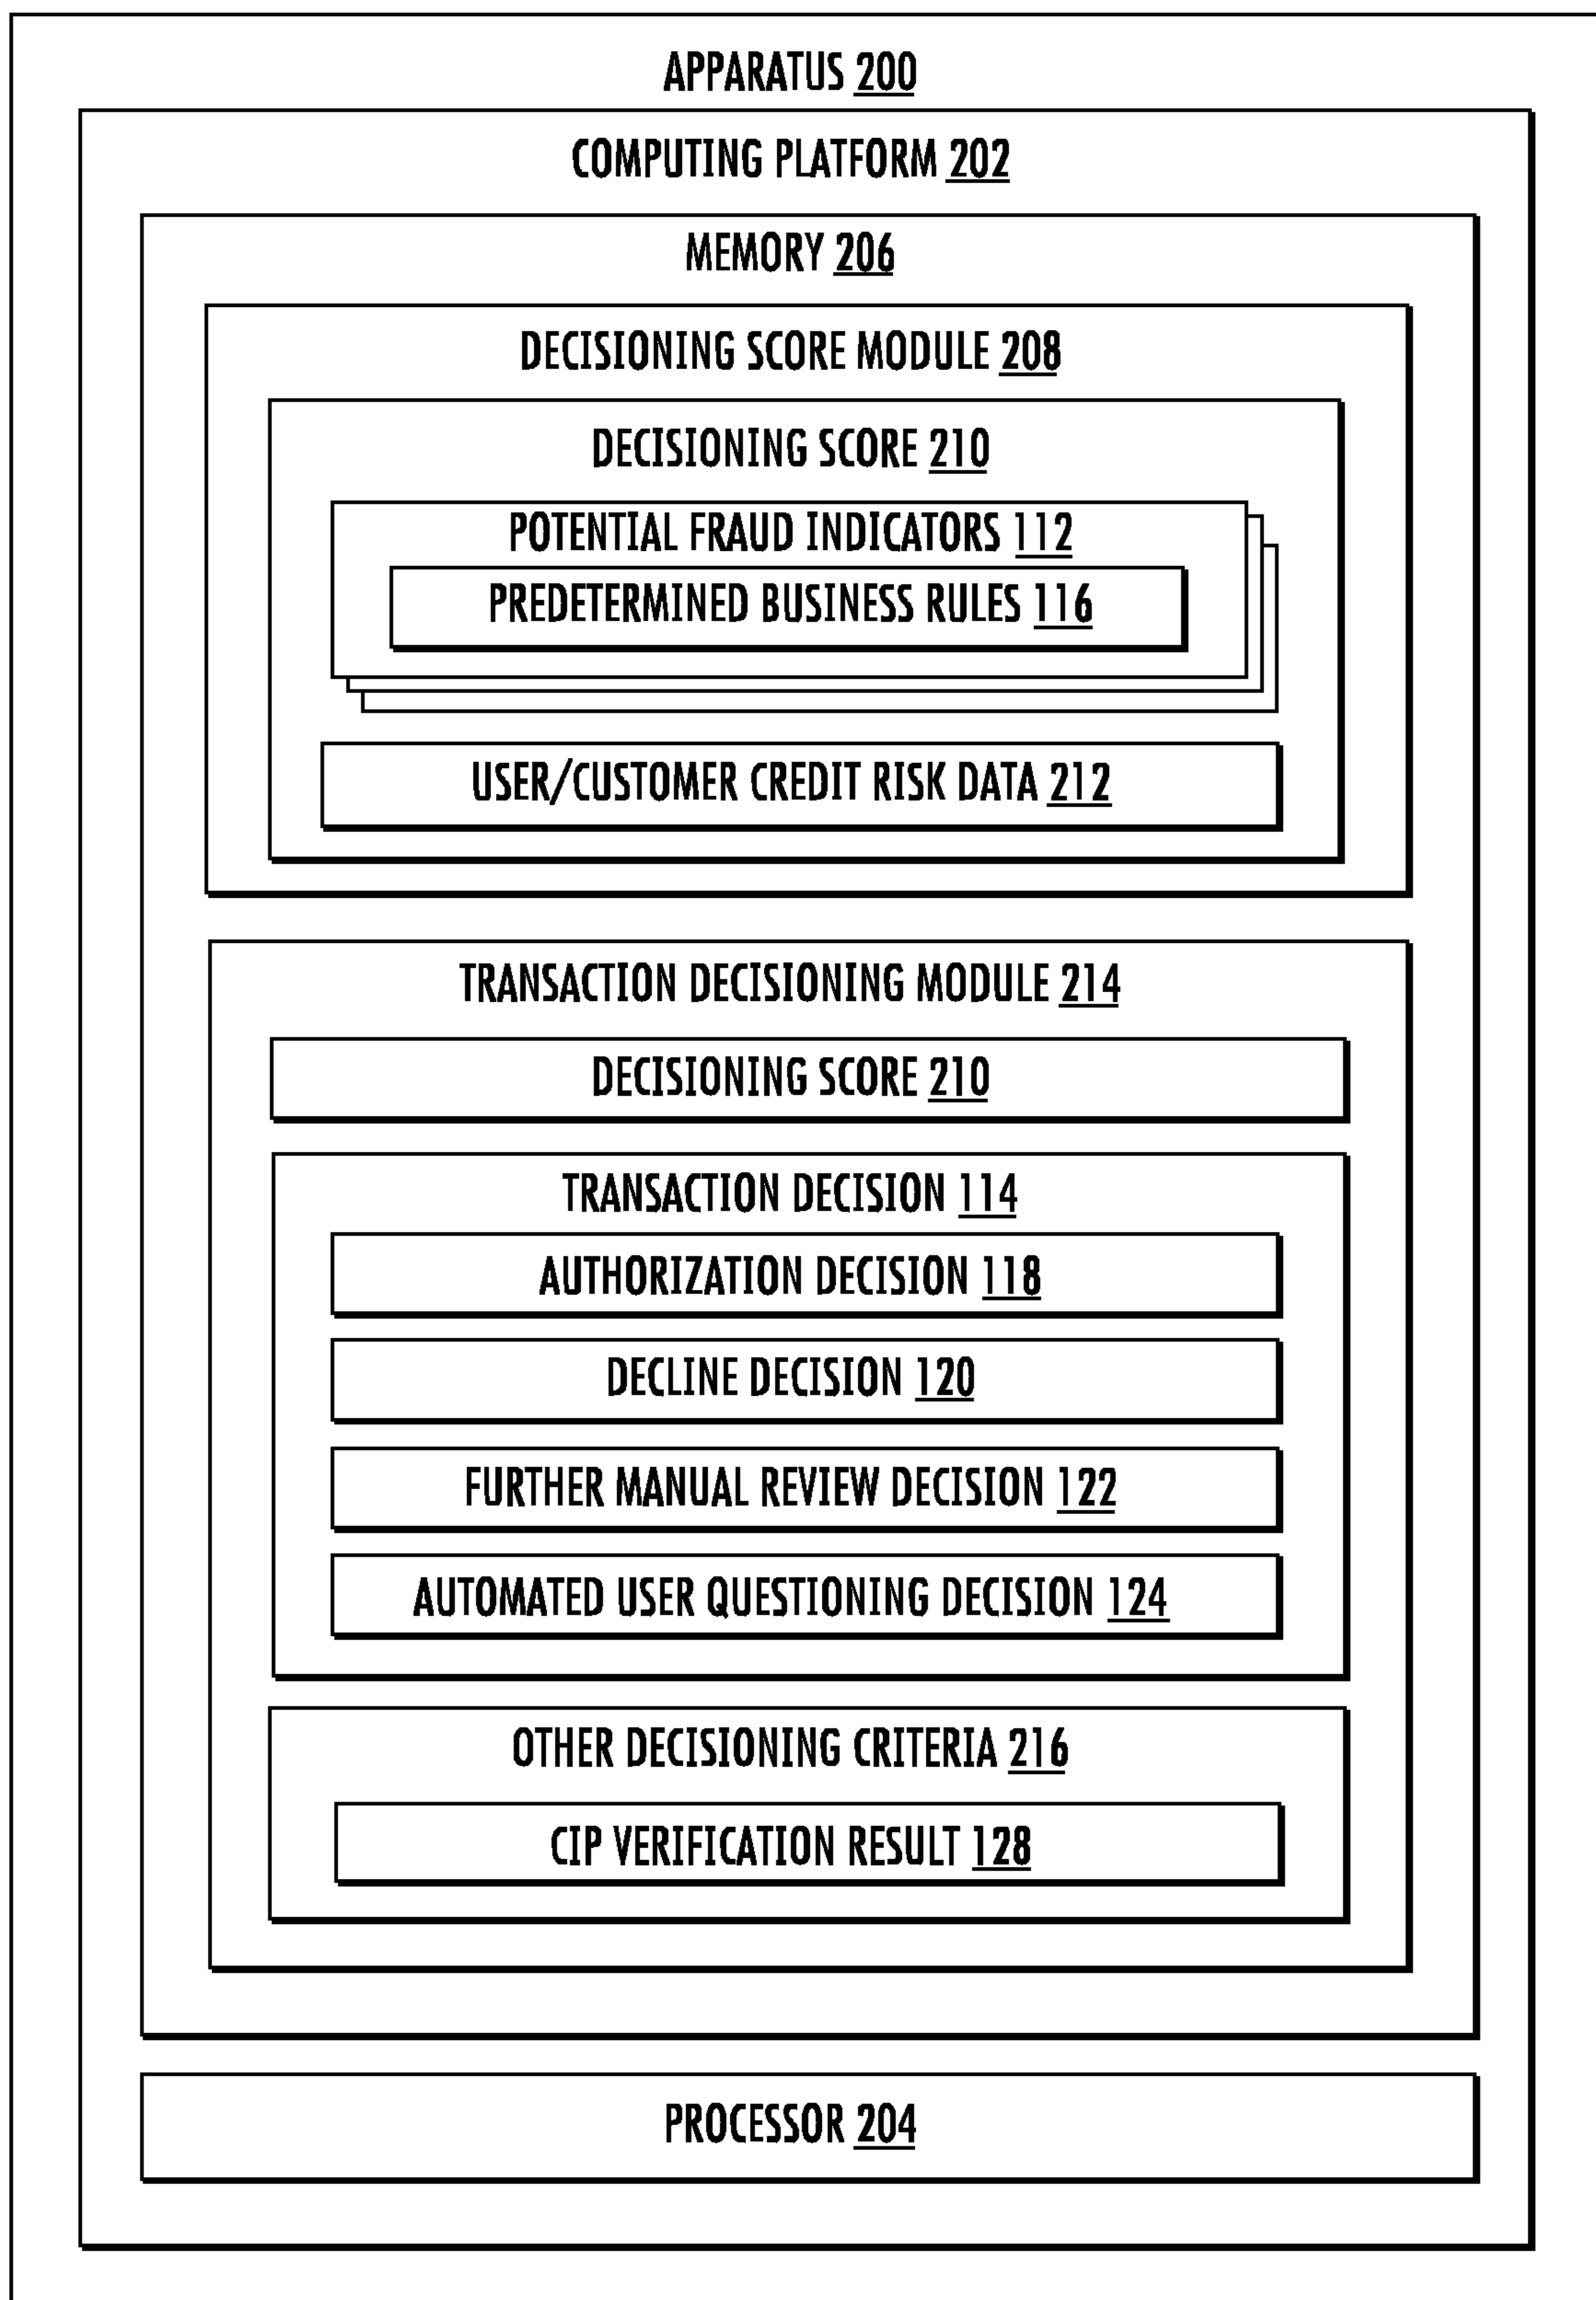 APPARATUS 200
COMPUTING PLATFORM 202
MEMORY 206
DECISIONING SCORE MODULE 208
DECISIONING SCORE 210
POTENTIAL FRAUD INDICATORS 112
PREDETERMINED BUSINESS RULES 116
USER/CUSTOMER CREDIT RISK DATA 212
TRANSACTION DECISIONING MODULE 214
DECISIONING SCORE 210
TRANSACTION DECISION 114
AUTHORIZATION DECISION 118
DECLINE DECISION 120
FURTHER MANUAL REVIEW DECISION 122
AUTOMATED USER QUESTIONING DECISION 124
OTHER DECISIONING CRITERIA 216
CIP VERIFICATION RESULT 128
PROCESSOR 204